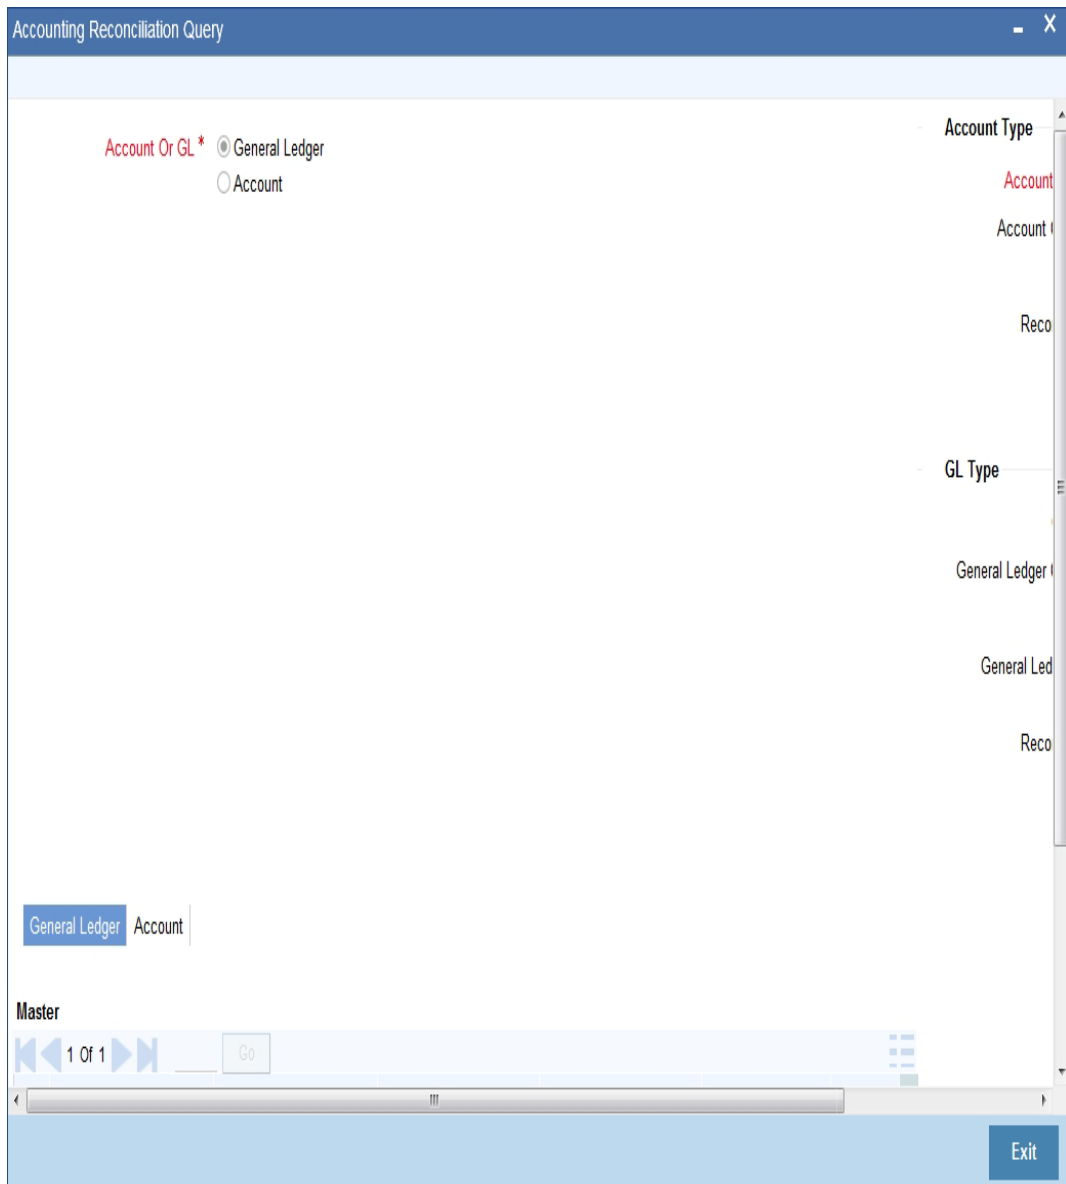 Accounting Reconciliation Query
Account Or GL *
General Ledger
Account
Account Type
Account
Account
Reco
GL Type
General Ledger
General Led
Reco
General Ledger Account
Master
1 Of 1 Go
Exit